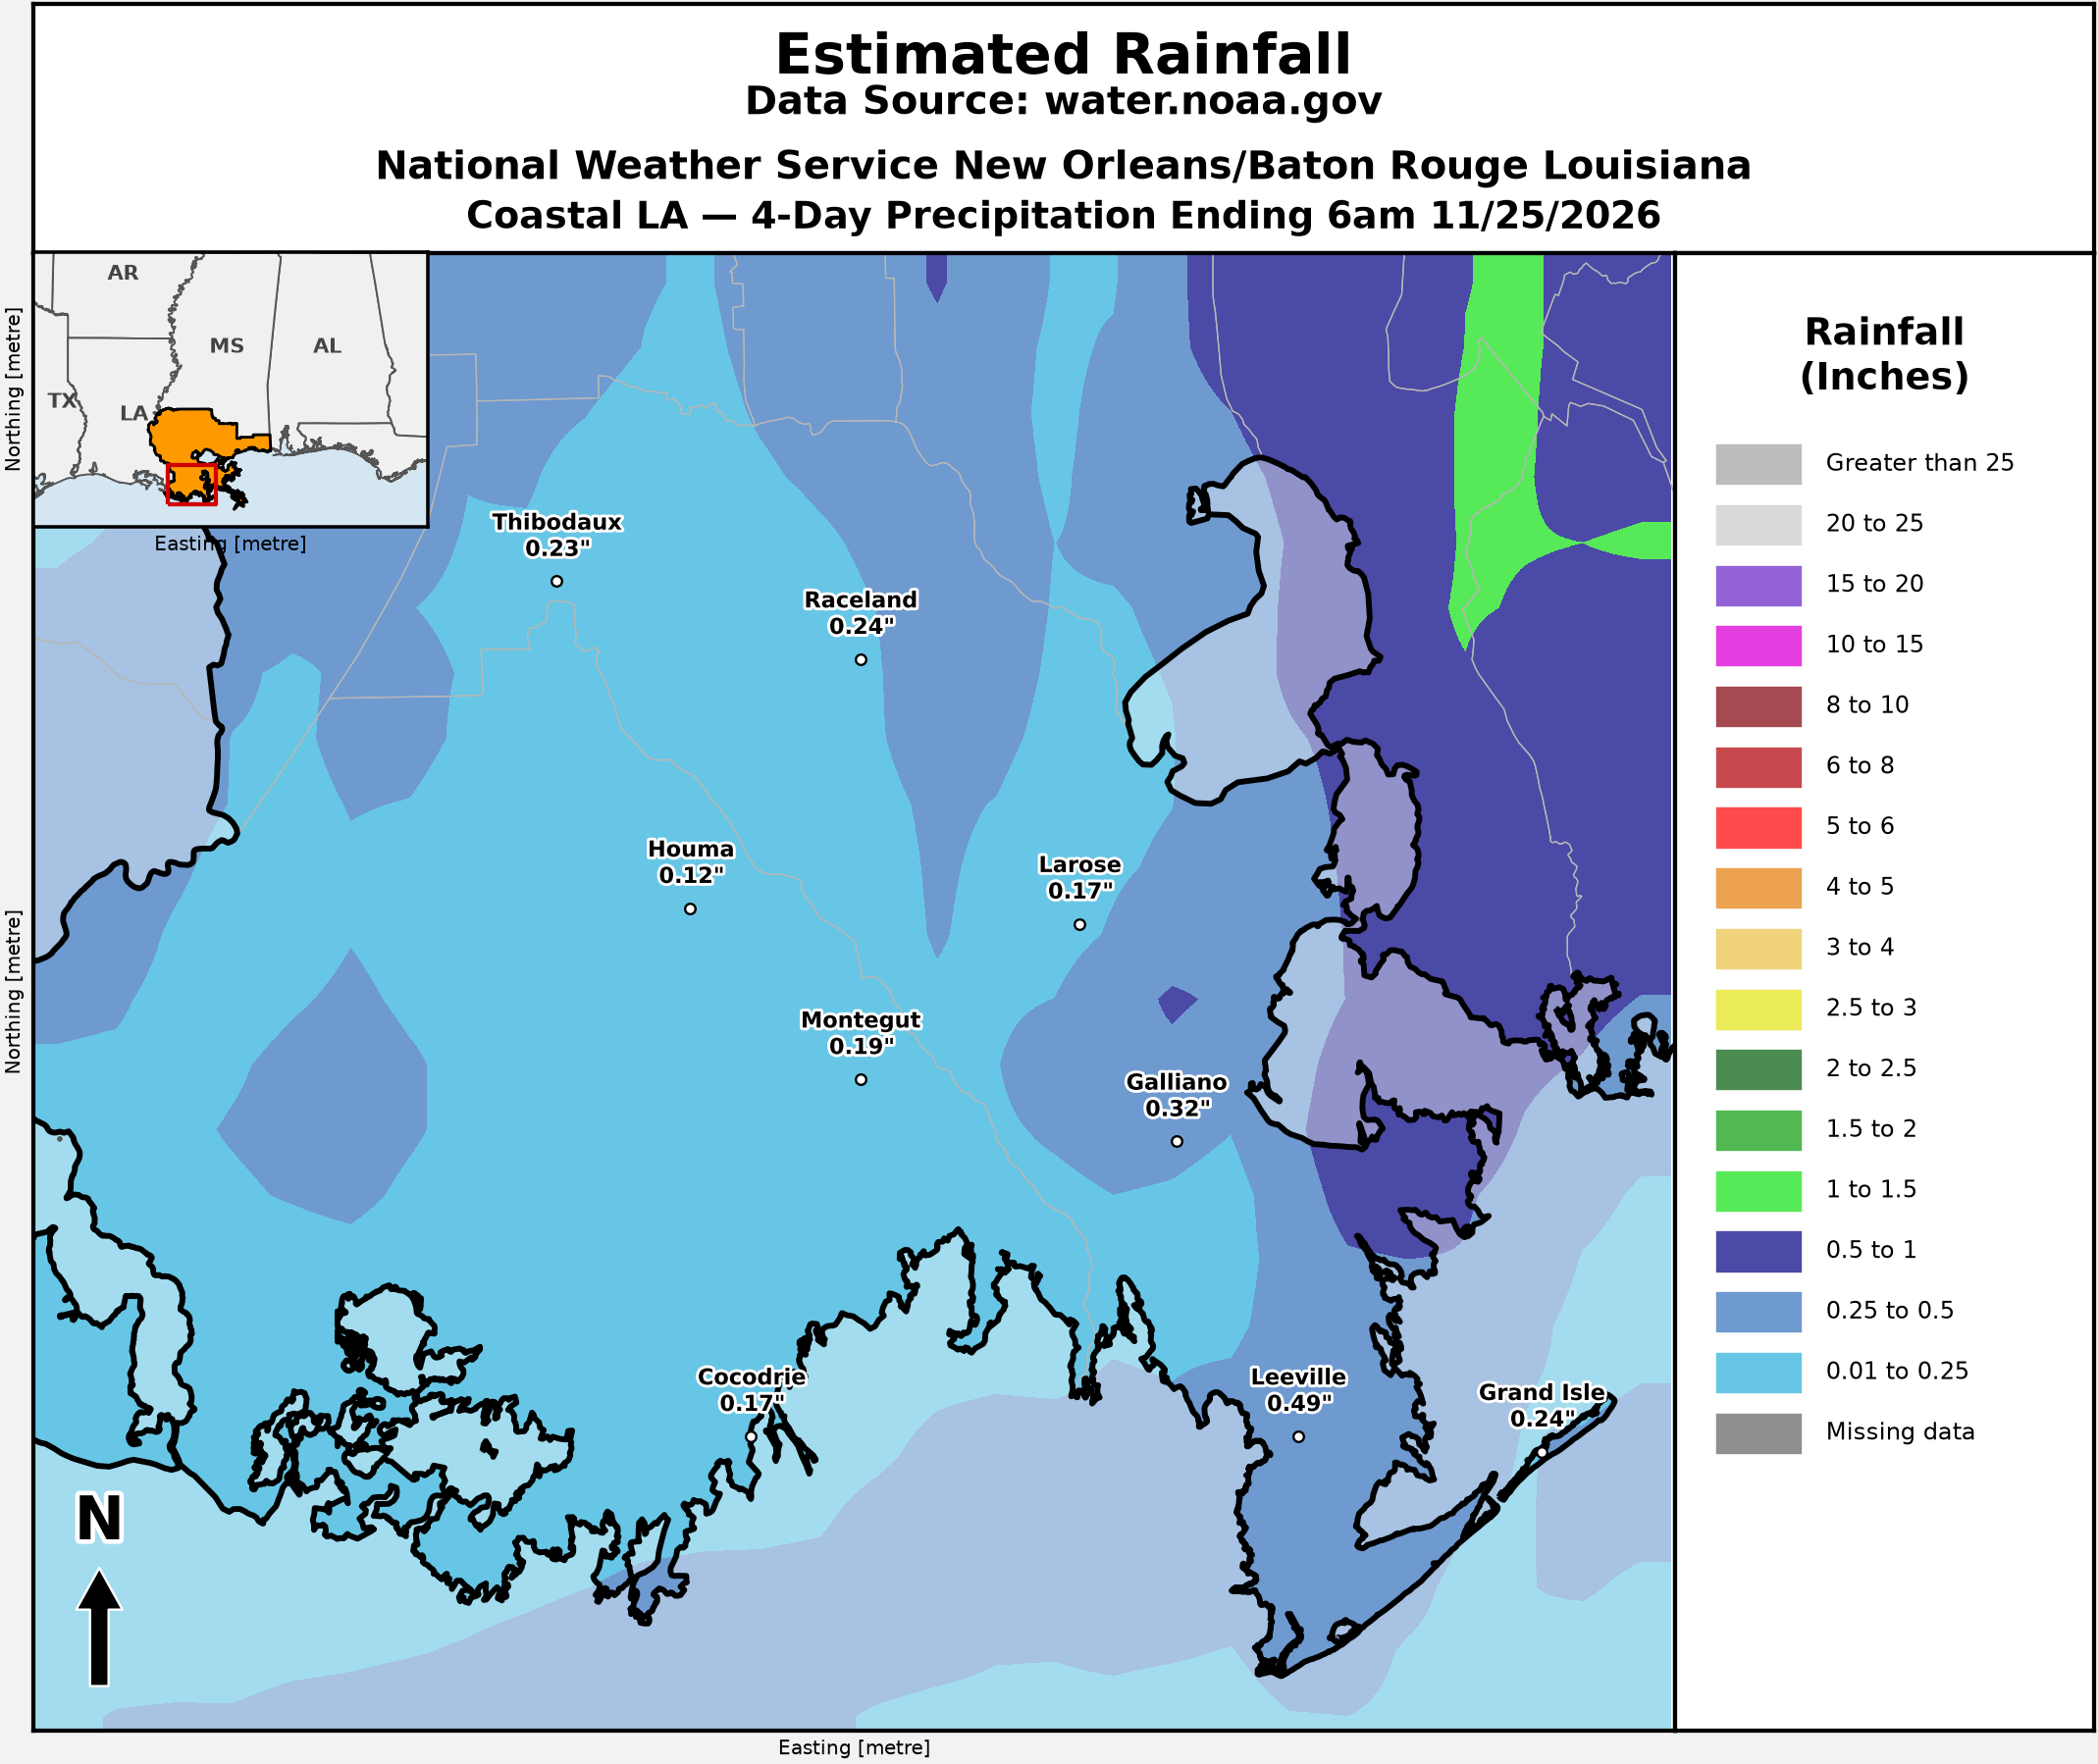 Estimated Rainfall
Data Source: water.noaa.gov
National Weather Service New Orleans/Baton Rouge Louisiana
Coastal LA — 4-Day Precipitation Ending 6am 11/25/2026
Northing [metre]
AR
MS
AL
TX
LA
Easting [metre]
Thibodaux
0.23"
Raceland
0.24"
Houma
0.12"
Larose
0.17"
Montegut
0.19"
Galliano
0.32"
Cocodrie
0.17"
Leeville
0.49"
Grand Isle
0.24"
N
Northing [metre]
Easting [metre]
Rainfall
(Inches)
Greater than 25
20 to 25
15 to 20
10 to 15
8 to 10
6 to 8
5 to 6
4 to 5
3 to 4
2.5 to 3
2 to 2.5
1.5 to 2
1 to 1.5
0.5 to 1
0.25 to 0.5
0.01 to 0.25
Missing data